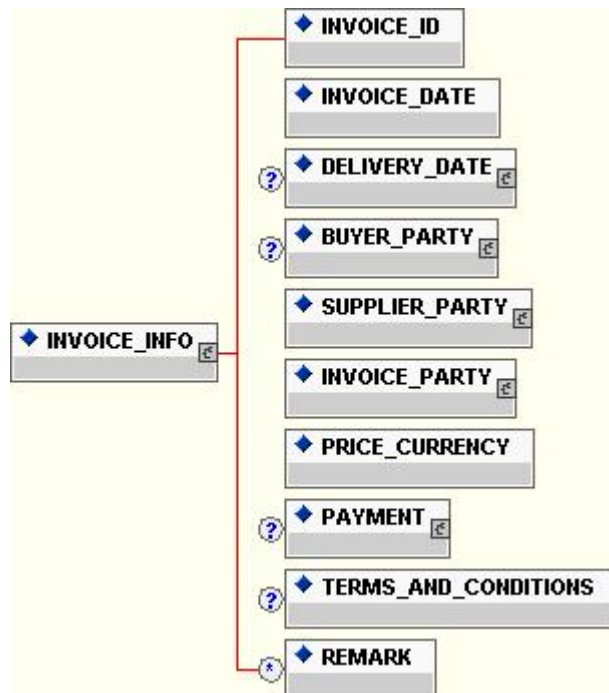 INVOICE_ID
INVOICE_DATE
? DELIVERY_DATE
? BUYER_PARTY
SUPPLIER_PARTY
INVOICE_INFO
INVOICE_PARTY
PRICE_CURRENCY
? PAYMENT
? TERMS_AND_CONDITIONS
* REMARK